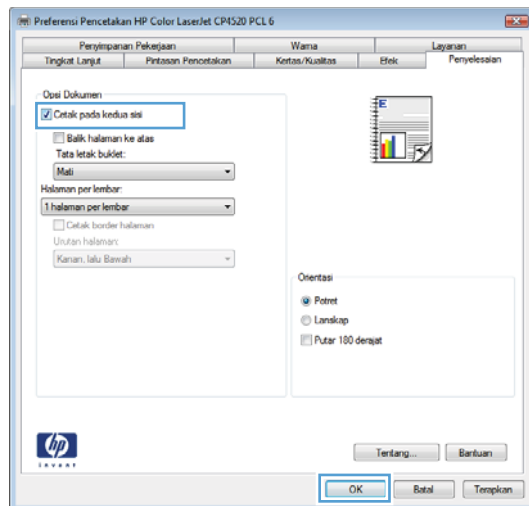 Preferensi Pencetakan HP Color LaserJet CP4520 PCL 6
Penyimpanan Pekerjaan Warna Layanan
Tingkat Lanjut Pintasan Pencetakan Kertas/Kualitas Efek Penyelesaian
Opsi Dokumen
Cetak pada kedua sisi
Balik halaman ke atas
Tata letak buklet:
Mati
Halaman per lembar:
1 halaman per lembar
Cetak border halaman
Urutan halaman:
Kanan, lalu Bawah
E
Orientasi
Potret
Lanskap
Putar 180 derajat
hp
invent
Tentang... Bantuan
OK Batal Terapkan